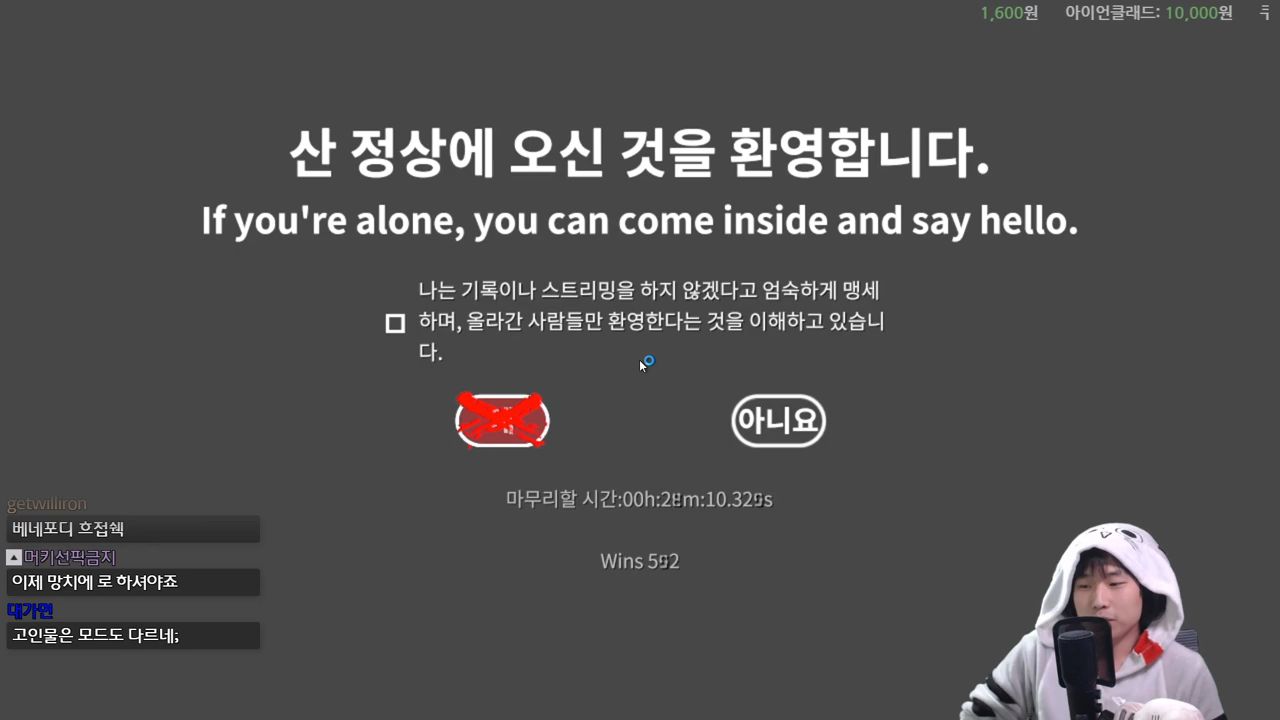 1,600원 아이언클래드: 10,000원
산 정상에 오신 것을 환영합니다.
If you're alone, you can come inside and say hello.
나는 기록이나 스트리밍을 하지 않겠다고 엄숙하게 맹세
하며, 올라간 사람들만 환영한다는 것을 이해하고 있습니
다.
아니요
마무리할
Wins
getwilliron
베네포디 흐접쉑
머키선픽금지
이제 망치에 로 하셔야죠
대가면
고인물은 모드도 다르네;